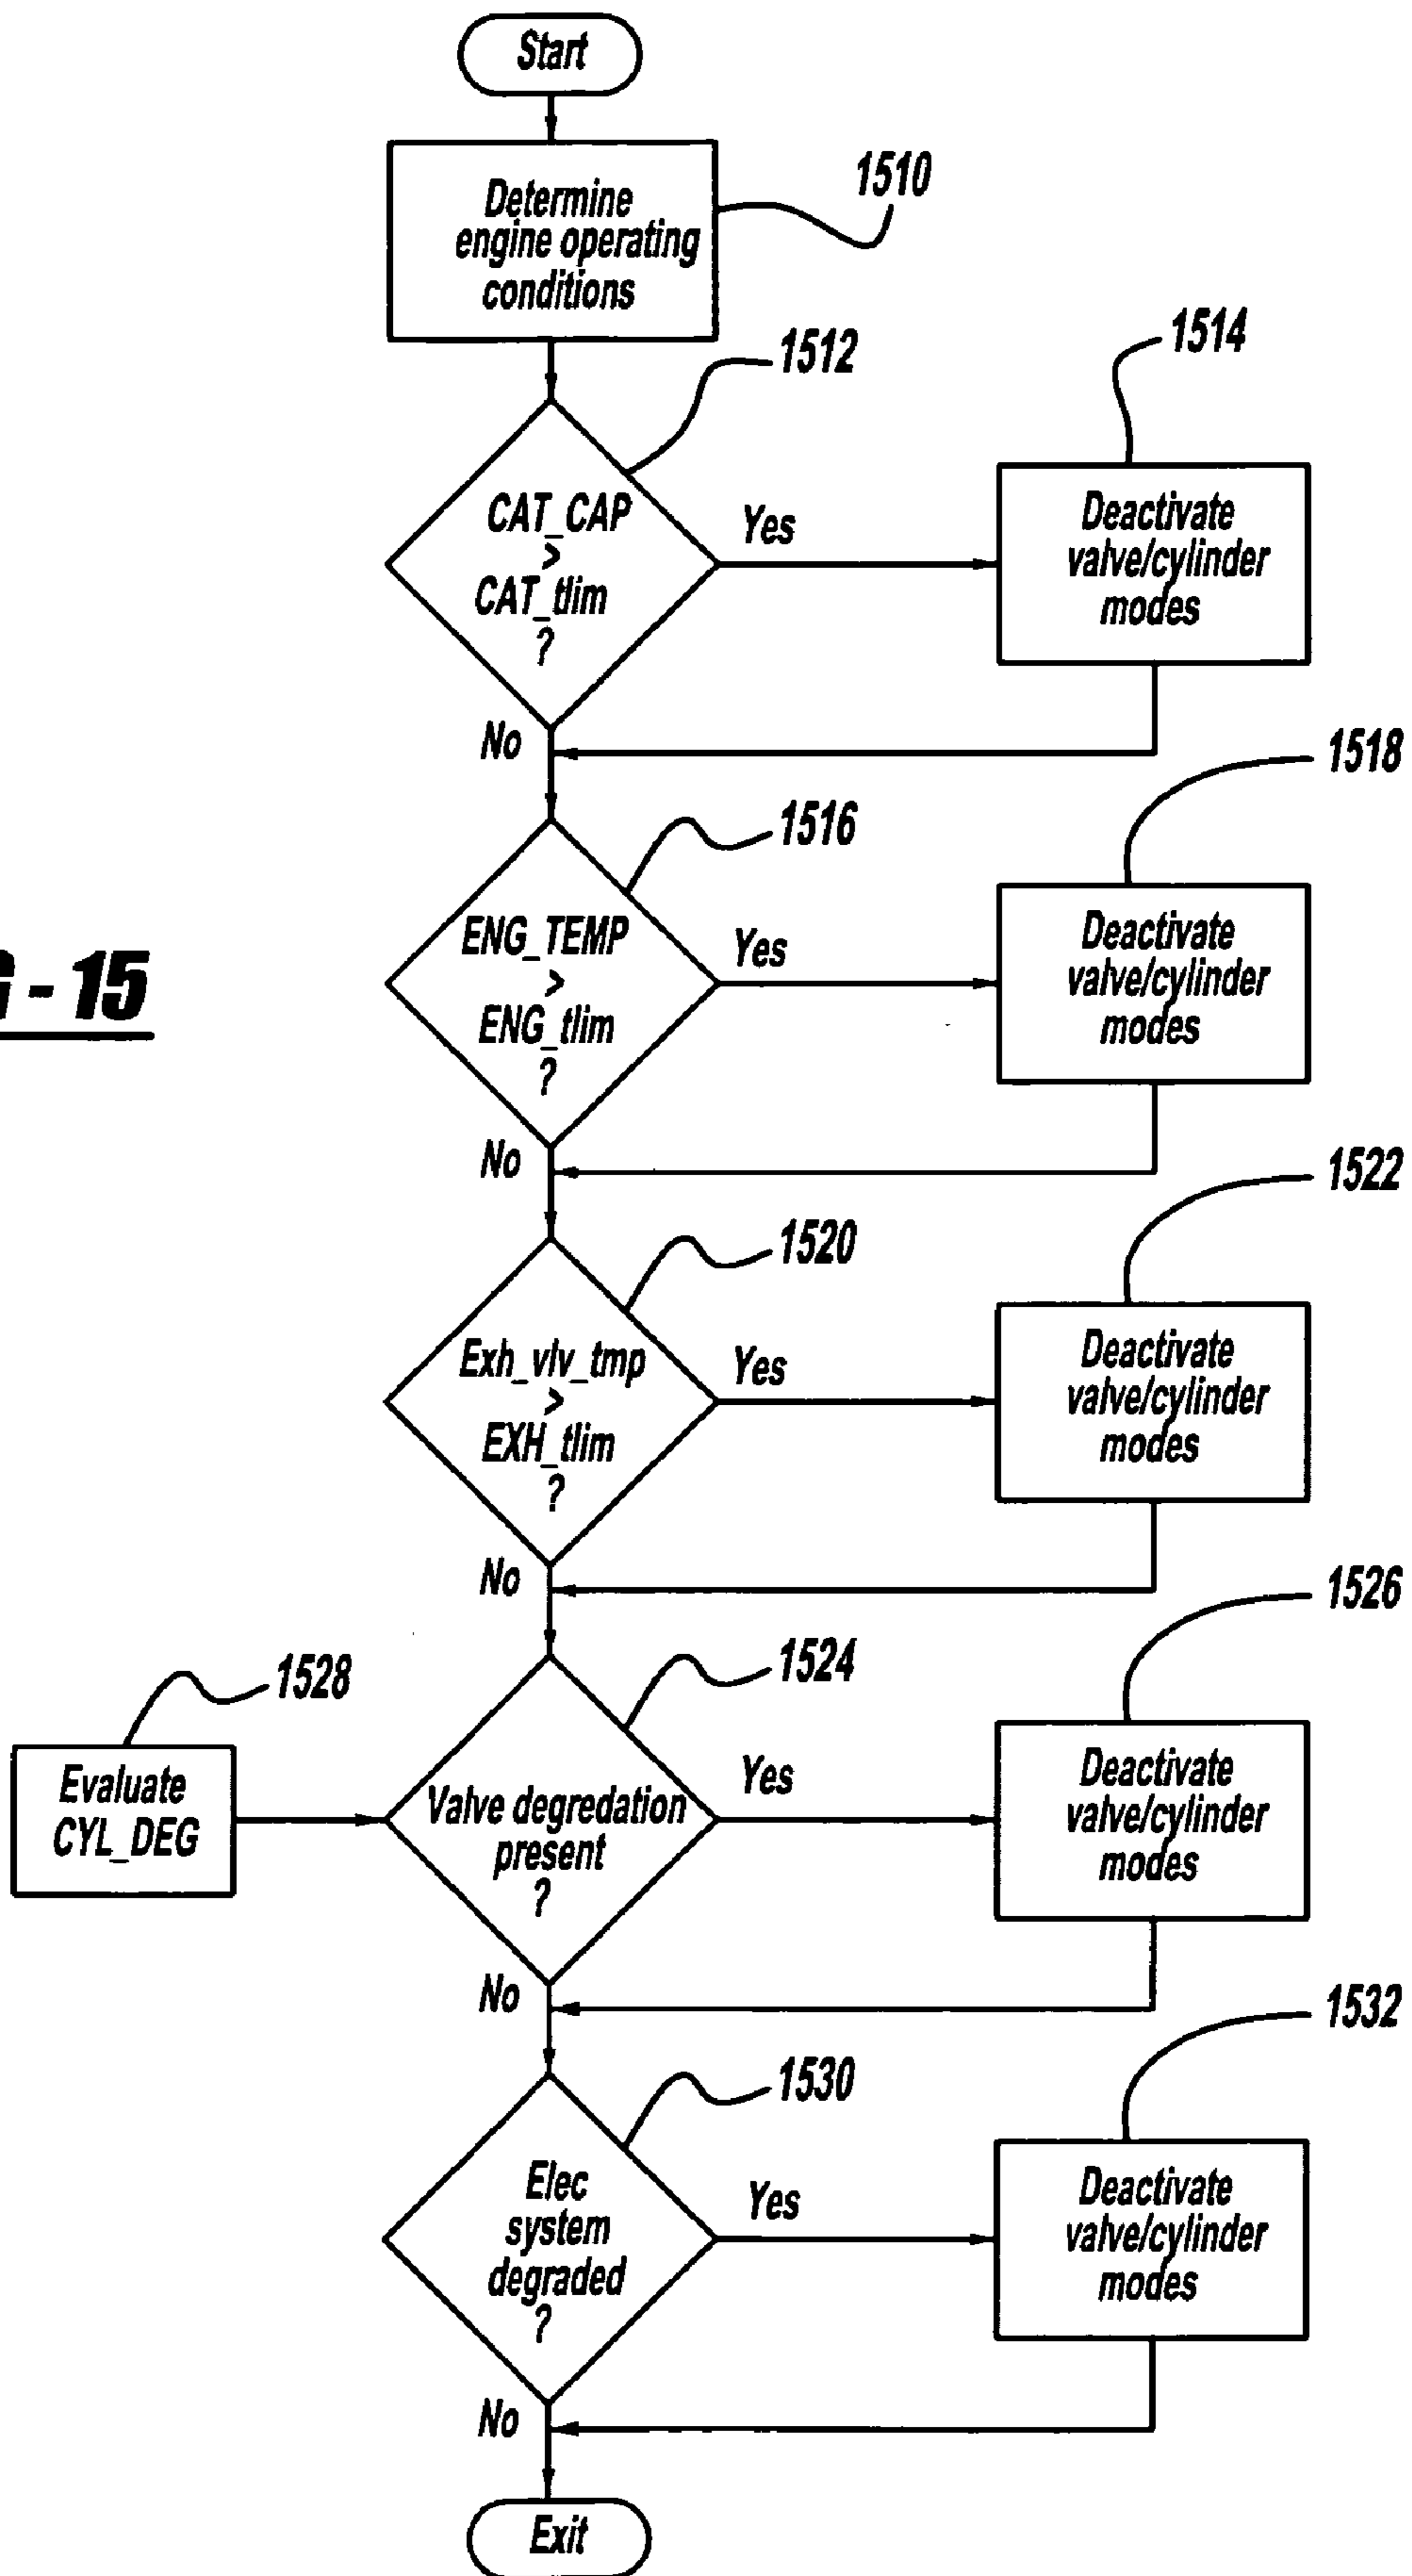 Start
Determine
engine operating
conditions
1510
1512
CAT_CAP
>
CAT_tlim
?
Yes
No
1514
Deactivate
valve/cylinder
modes
1516
ENG_TEMP
>
ENG_tlim
?
Yes
No
1518
Deactivate
valve/cylinder
modes
G - 15
1520
Exh_vlv_tmp
>
EXH_tlim
?
Yes
No
1522
Deactivate
valve/cylinder
modes
1528
Evaluate
CYL_DEG
1524
Valve degredation
present
?
Yes
No
1526
Deactivate
valve/cylinder
modes
1530
Elec
system
degraded
?
Yes
No
1532
Deactivate
valve/cylinder
modes
Exit